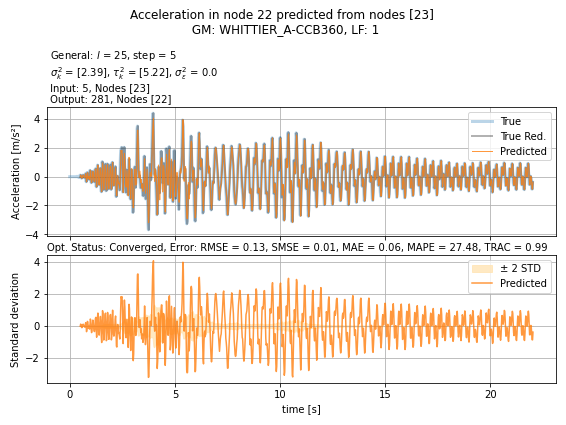 Acceleration in node 22 predicted from nodes [23]
GM: WHITTIER_A-CCB360, LF: 1
General: l = 25, step = 5
σ²ₖ = [2.39], τ²ₖ = [5.22], σ²ε = 0.0
Input: 5, Nodes [23]
Output: 281, Nodes [22]
True
True Red.
Predicted
Acceleration [m/s²]
4
2
0
−2
−4
Opt. Status: Converged, Error: RMSE = 0.13, SMSE = 0.01, MAE = 0.06, MAPE = 27.48, TRAC = 0.99
± 2 STD
Predicted
Standard deviation
4
2
0
−2
0
5
10
15
20
time [s]